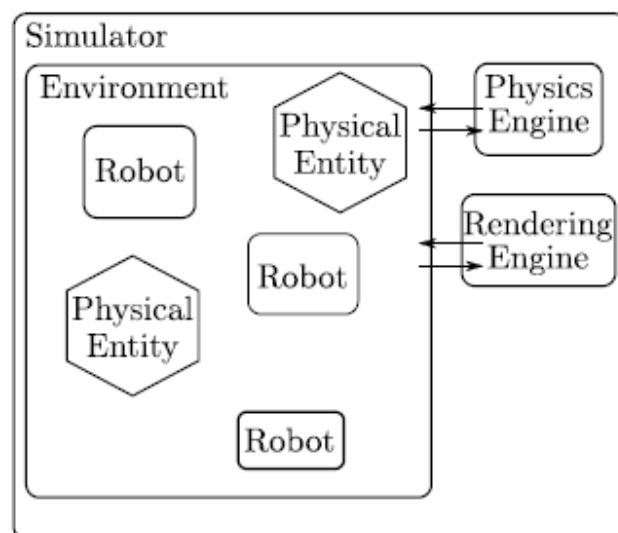 Simulator
Environment
Physical
Entity
Physics
Engine
Robot
Rendering
Engine
Robot
Physical
Entity
Robot